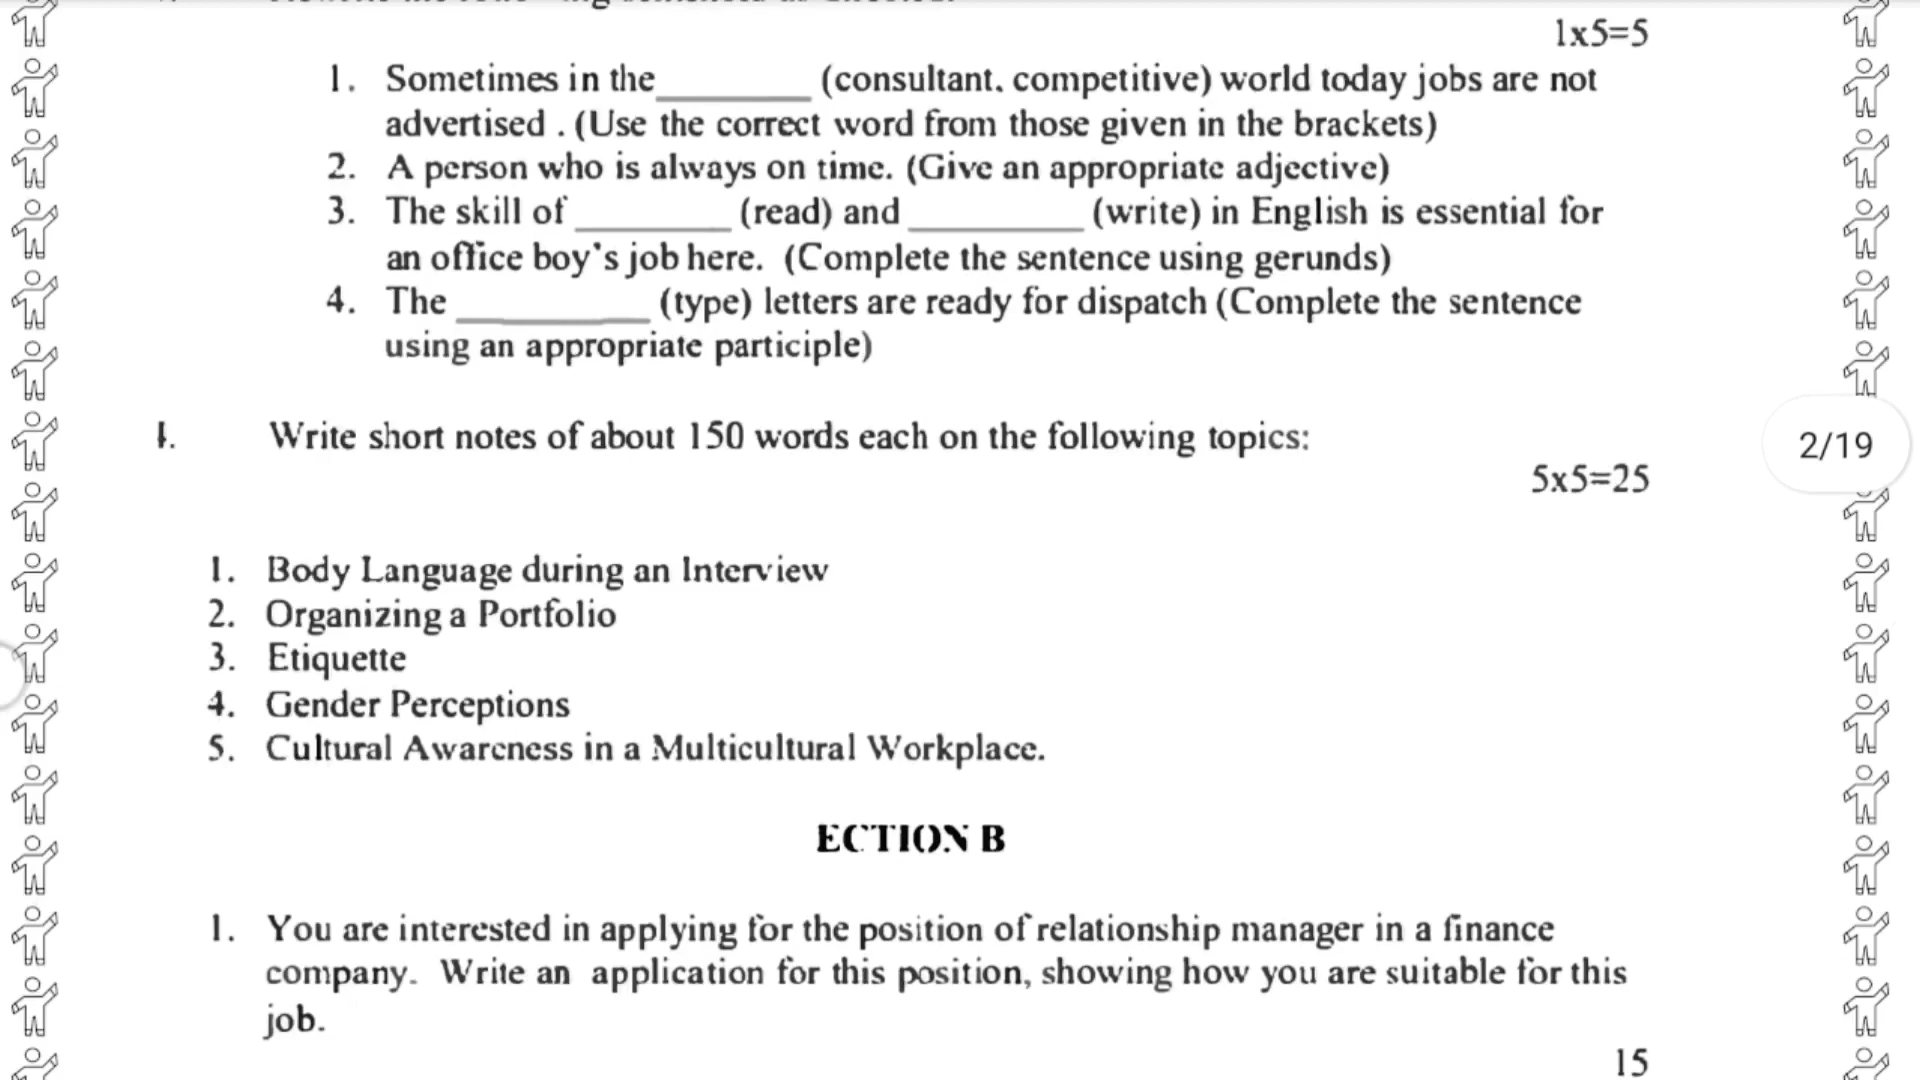 1x5=5
1. Sometimes in the ________ (consultant, competitive) world today jobs are not
advertised . (Use the correct word from those given in the brackets)
2. A person who is always on time. (Give an appropriate adjective)
3. The skill of ________ (read) and ________ (write) in English is essential for
an office boy's job here. (Complete the sentence using gerunds)
4. The ________ (type) letters are ready for dispatch (Complete the sentence
using an appropriate participle)
Write short notes of about 150 words each on the following topics:
2/19
5x5=25
1. Body Language during an Interview
2. Organizing a Portfolio
3. Etiquette
4. Gender Perceptions
5. Cultural Awareness in a Multicultural Workplace.
ECTION B
1. You are interested in applying for the position of relationship manager in a finance
company. Write an application for this position, showing how you are suitable for this
job.
15